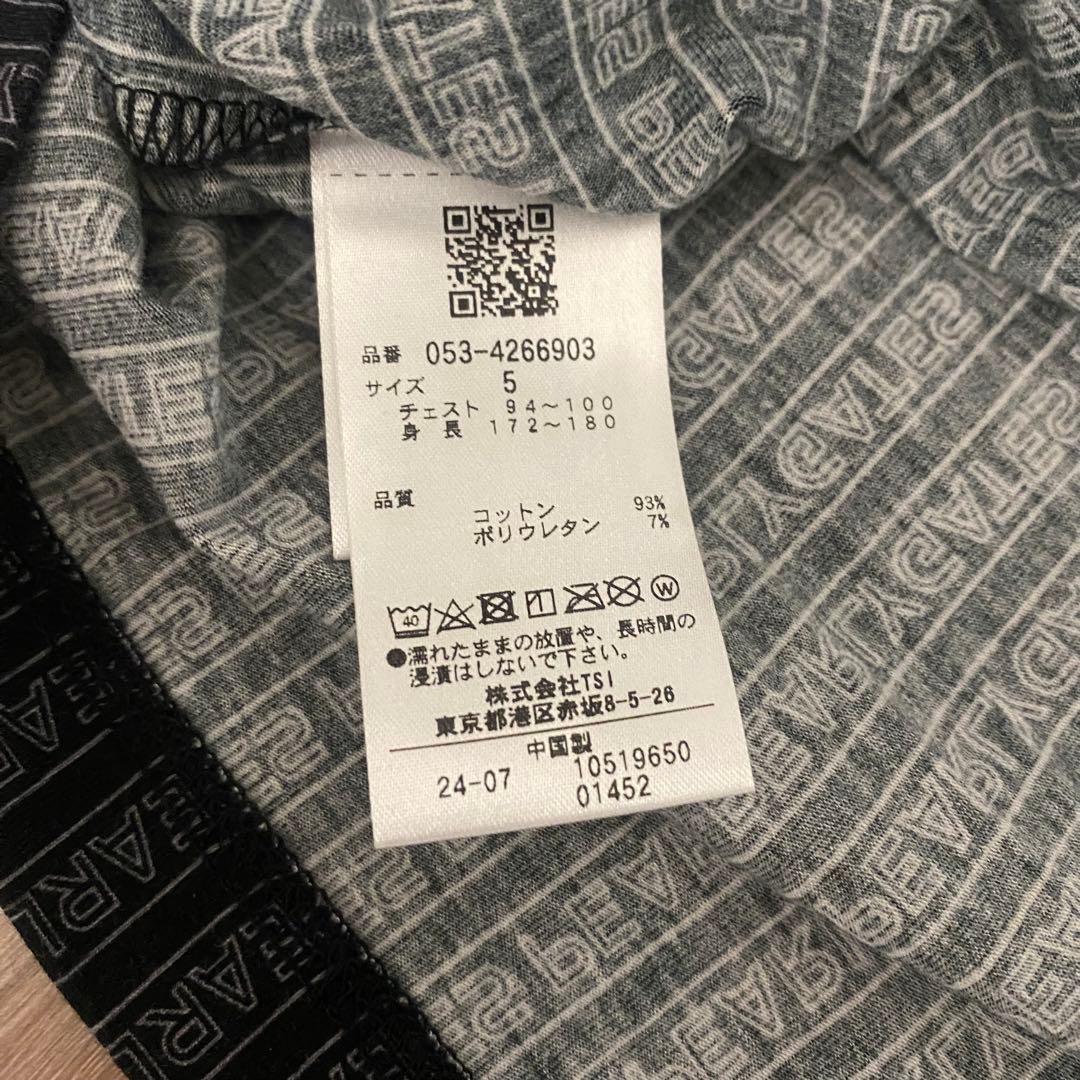 品番 053-4266903
サイズ 5
チェスト 94～100
身長 172～180
品質
コットン 93%
ポリウレタン 7%
40
W
●濡れたままの放置や、長時間の
浸漬はしないで下さい。
株式会社TSI
東京都港区赤坂8-5-26
中国製
24-07 10519650
01452